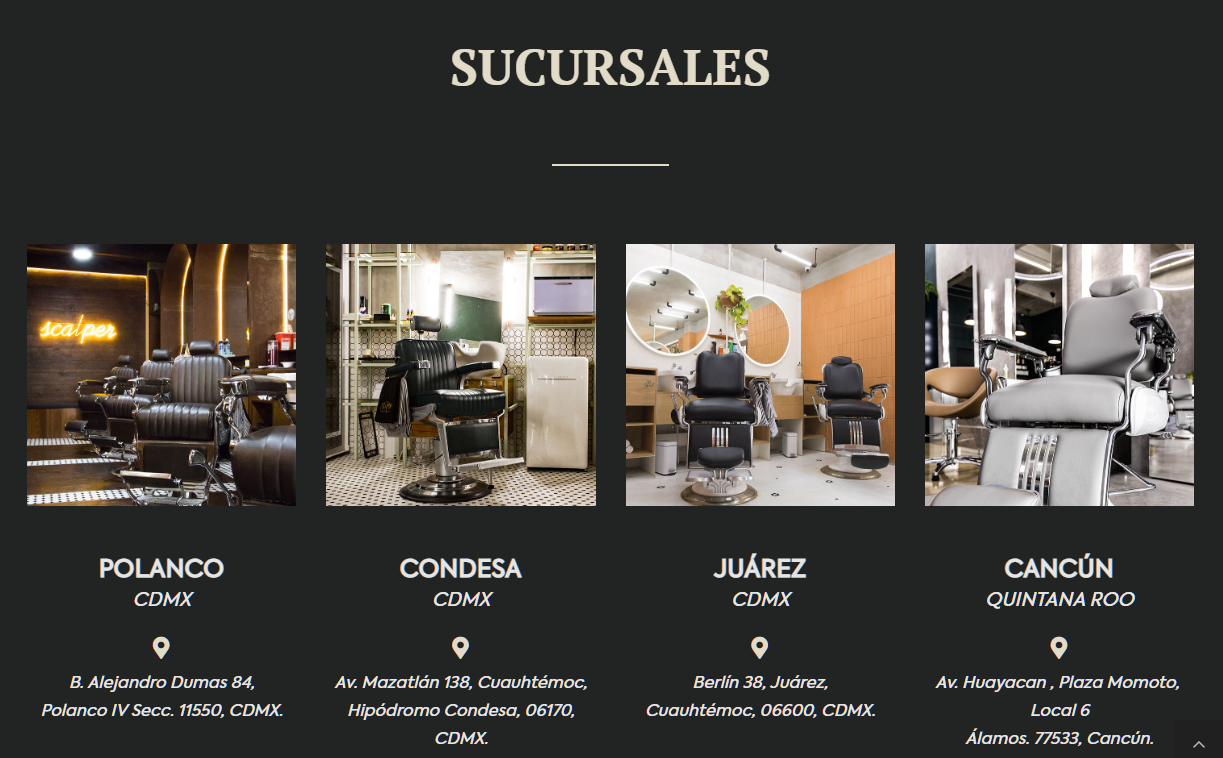 SUCURSALES
scalper
POLANCO
CDMX
B. Alejandro Dumas 84,
Polanco IV Secc. 11550, CDMX.
CONDESA
CDMX
Av. Mazatlán 138, Cuauhtémoc,
Hipódromo Condesa, 06170,
CDMX.
JUÁREZ
CDMX
Berlín 38, Juárez,
Cuauhtémoc, 06600, CDMX.
CANCÚN
QUINTANA ROO
Av. Huayacan , Plaza Momoto,
Local 6
Álamos. 77533, Cancún.